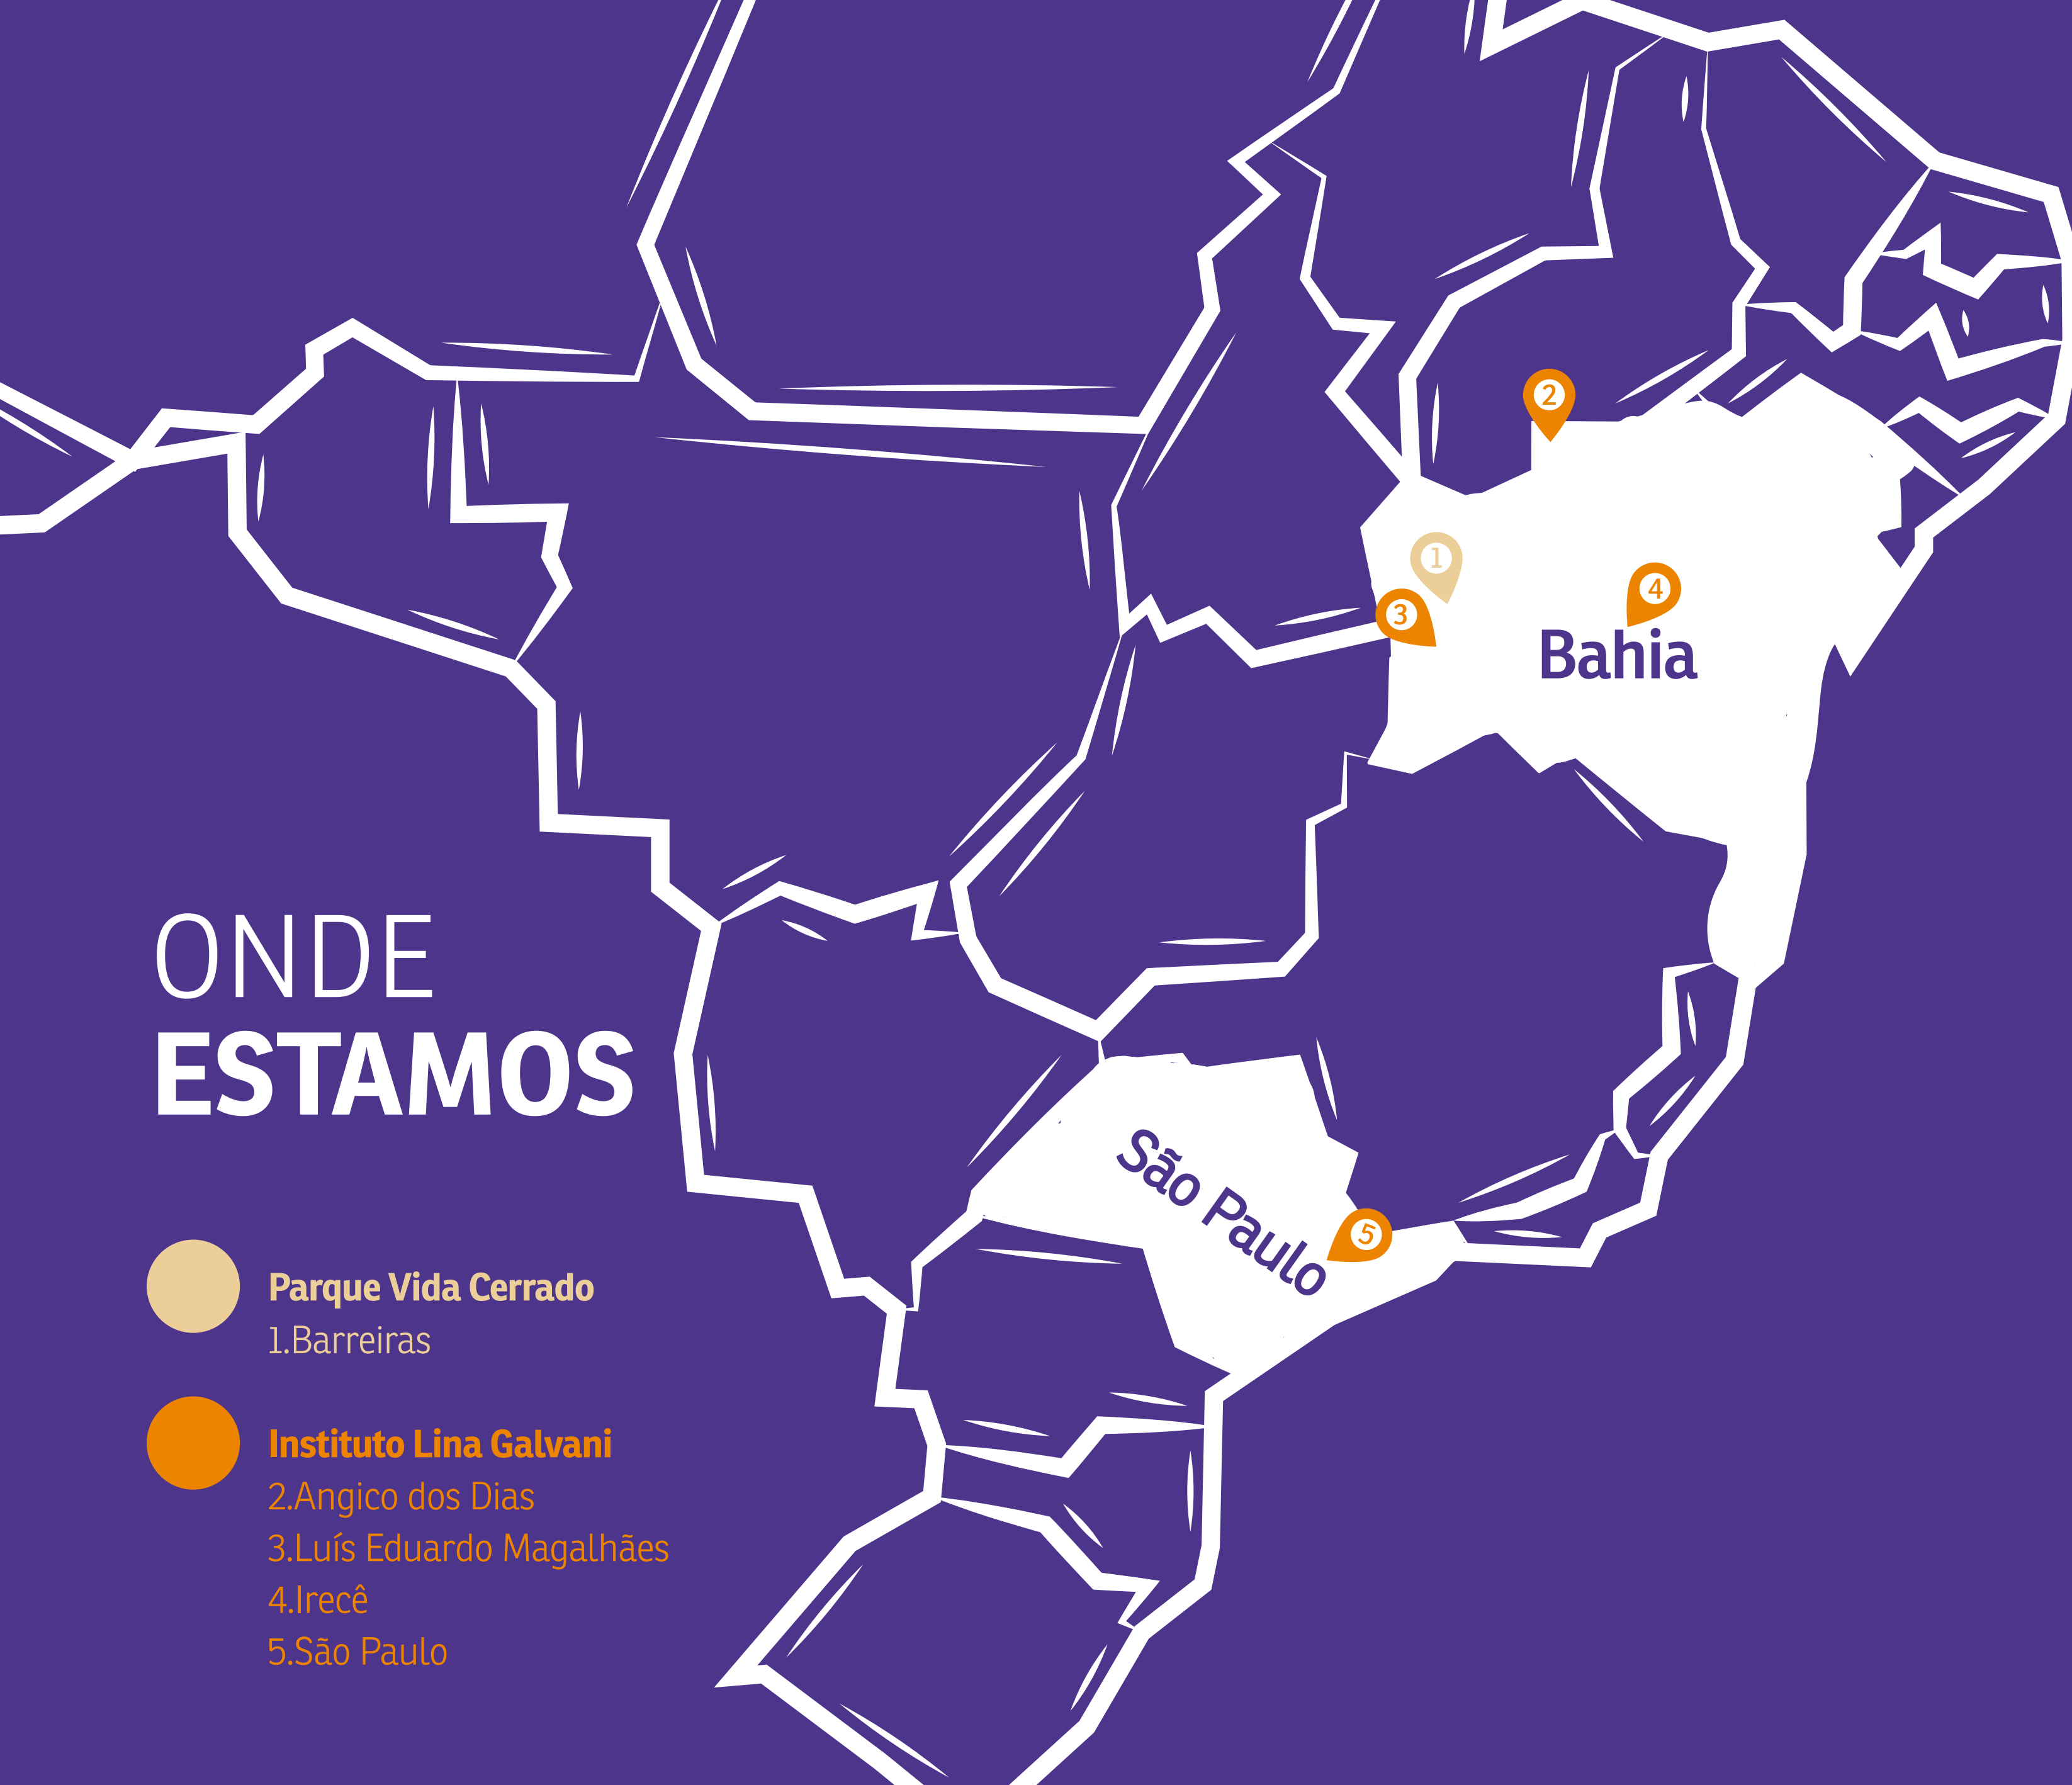 2
1
4
3
Bahia
ONDE
ESTAMOS
São Paulo
5
Parque Vida Cerrado
1.Barreiras
Instituto Lina Galvani
2.Angico dos Dias
3.Luís Eduardo Magalhães
4.Irecê
5.São Paulo